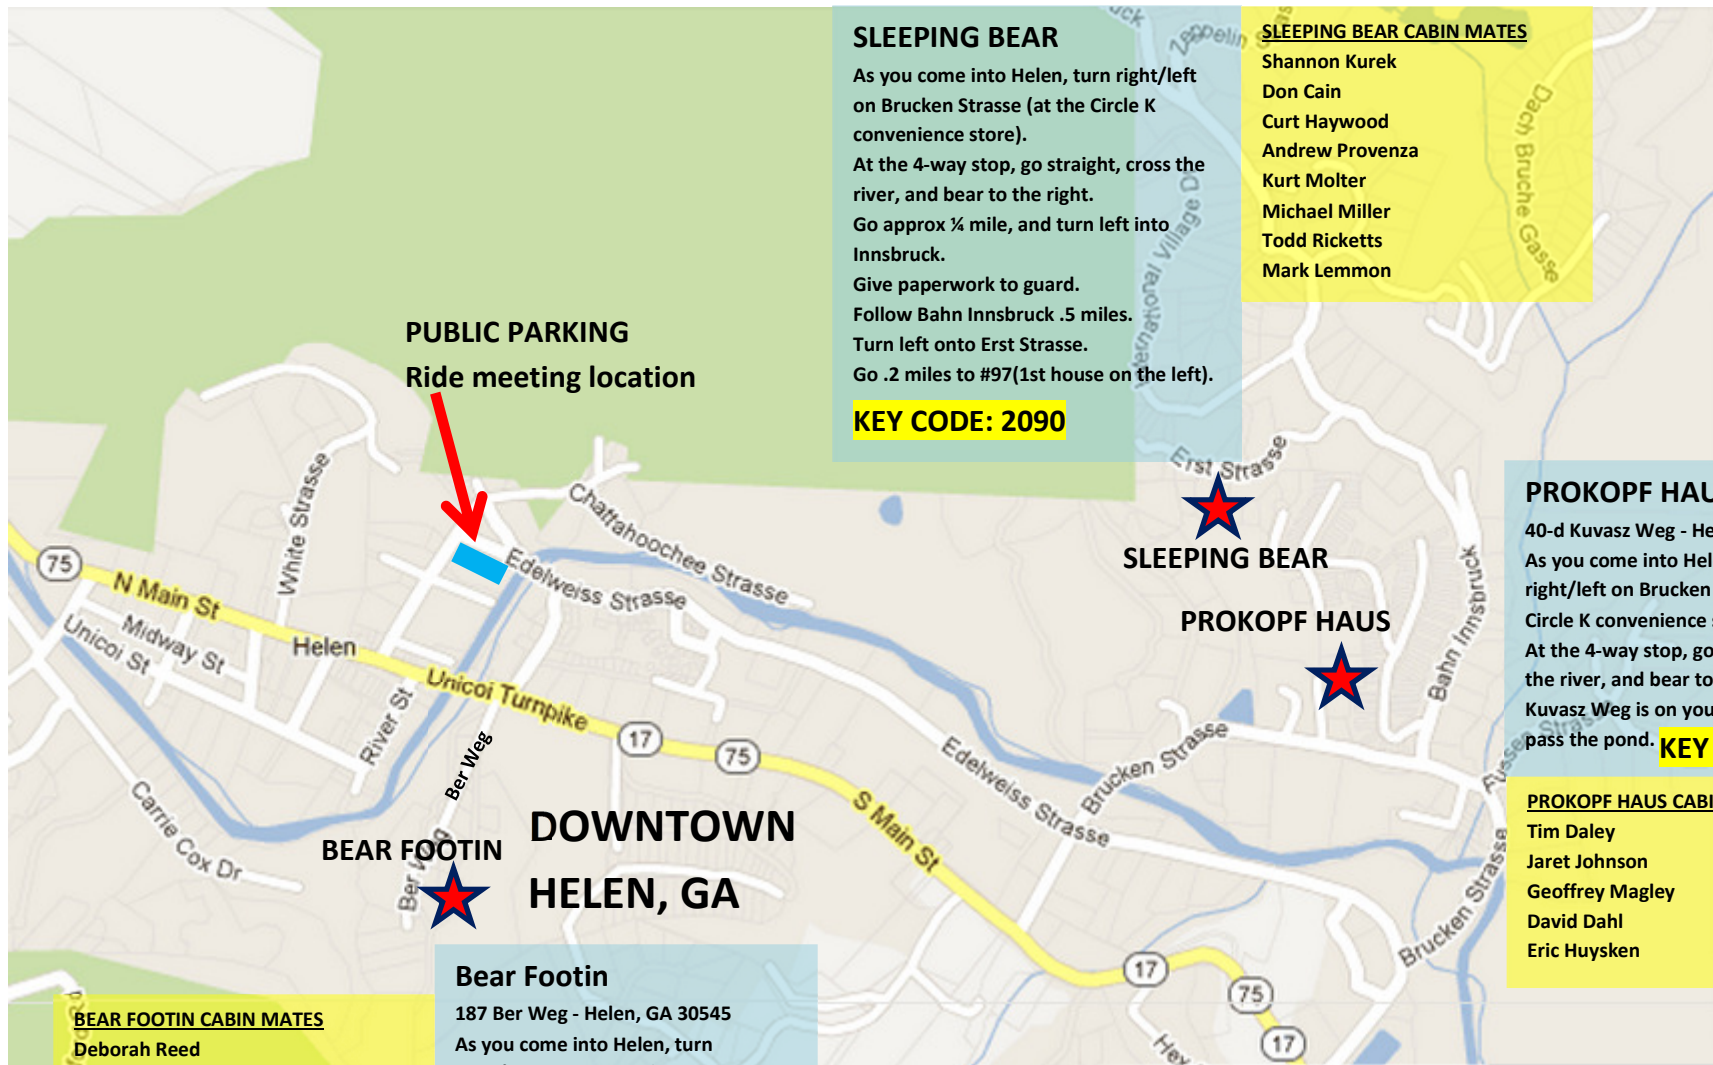 SLEEPING BEAR
As you come into Helen, turn right/left
on Brucken Strasse (at the Circle K
convenience store).
At the 4-way stop, go straight, cross the
river, and bear to the right.
Go approx ¼ mile, and turn left into
Innsbruck.
Give paperwork to guard.
Follow Bahn Innsbruck .5 miles.
Turn left onto Erst Strasse.
Go .2 miles to #97(1st house on the left).
KEY CODE: 2090
SLEEPING BEAR CABIN MATES
Shannon Kurek
Don Cain
Curt Haywood
Andrew Provenza
Kurt Molter
Michael Miller
Todd Ricketts
Mark Lemmon
Zeppelin
Dach Bruche Gasse
Village
PUBLIC PARKING
Ride meeting location
Erst Strasse
SLEEPING BEAR
PROKOPF HAUS
Bahn Innsbruck
PROKOPF HAU
40-d Kuvasz Weg - He
As you come into Hel
right/left on Brucken
Circle K convenience
At the 4-way stop, go
the river, and bear to
Kuvasz Weg is on you
pass the pond.
KEY
PROKOPF HAUS CABI
Tim Daley
Jaret Johnson
Geoffrey Magley
David Dahl
Eric Huysken
White Strasse
Chattahoochee Strasse
Edelweiss Strasse
75
N Main St
Midway St
Unicoi St
Helen
Unicoi Turnpike
River St
Ber Weg
17
75
Brucken Strasse
Edelweiss Strasse
S Main St
Carrie Cox Dr
BEAR FOOTIN
Ber Weg
DOWNTOWN
HELEN, GA
Brucken Strasse
17
75
17
Bear Footin
187 Ber Weg - Helen, GA 30545
As you come into Helen, turn
BEAR FOOTIN CABIN MATES
Deborah Reed